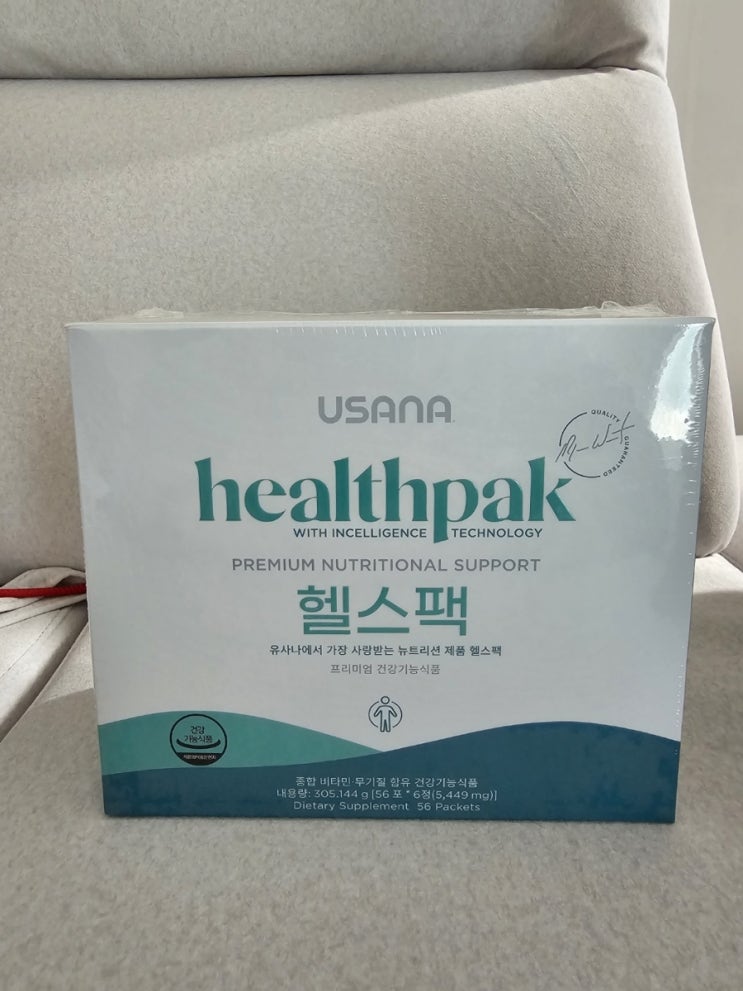 USANA
QUALITY GUARANTEED
healthpak
WITH INCELLIGENCE TECHNOLOGY
PREMIUM NUTRITIONAL SUPPORT
헬스팩
유사나에서 가장 사랑받는 뉴트리션 제품 헬스팩
프리미엄 건강기능식품
건강
기능식품
종합 비타민·무기질 함유 건강기능식품
내용량: 305.144 g [56 포 * 6정(5,449 mg)]
Dietary Supplement 56 Packets